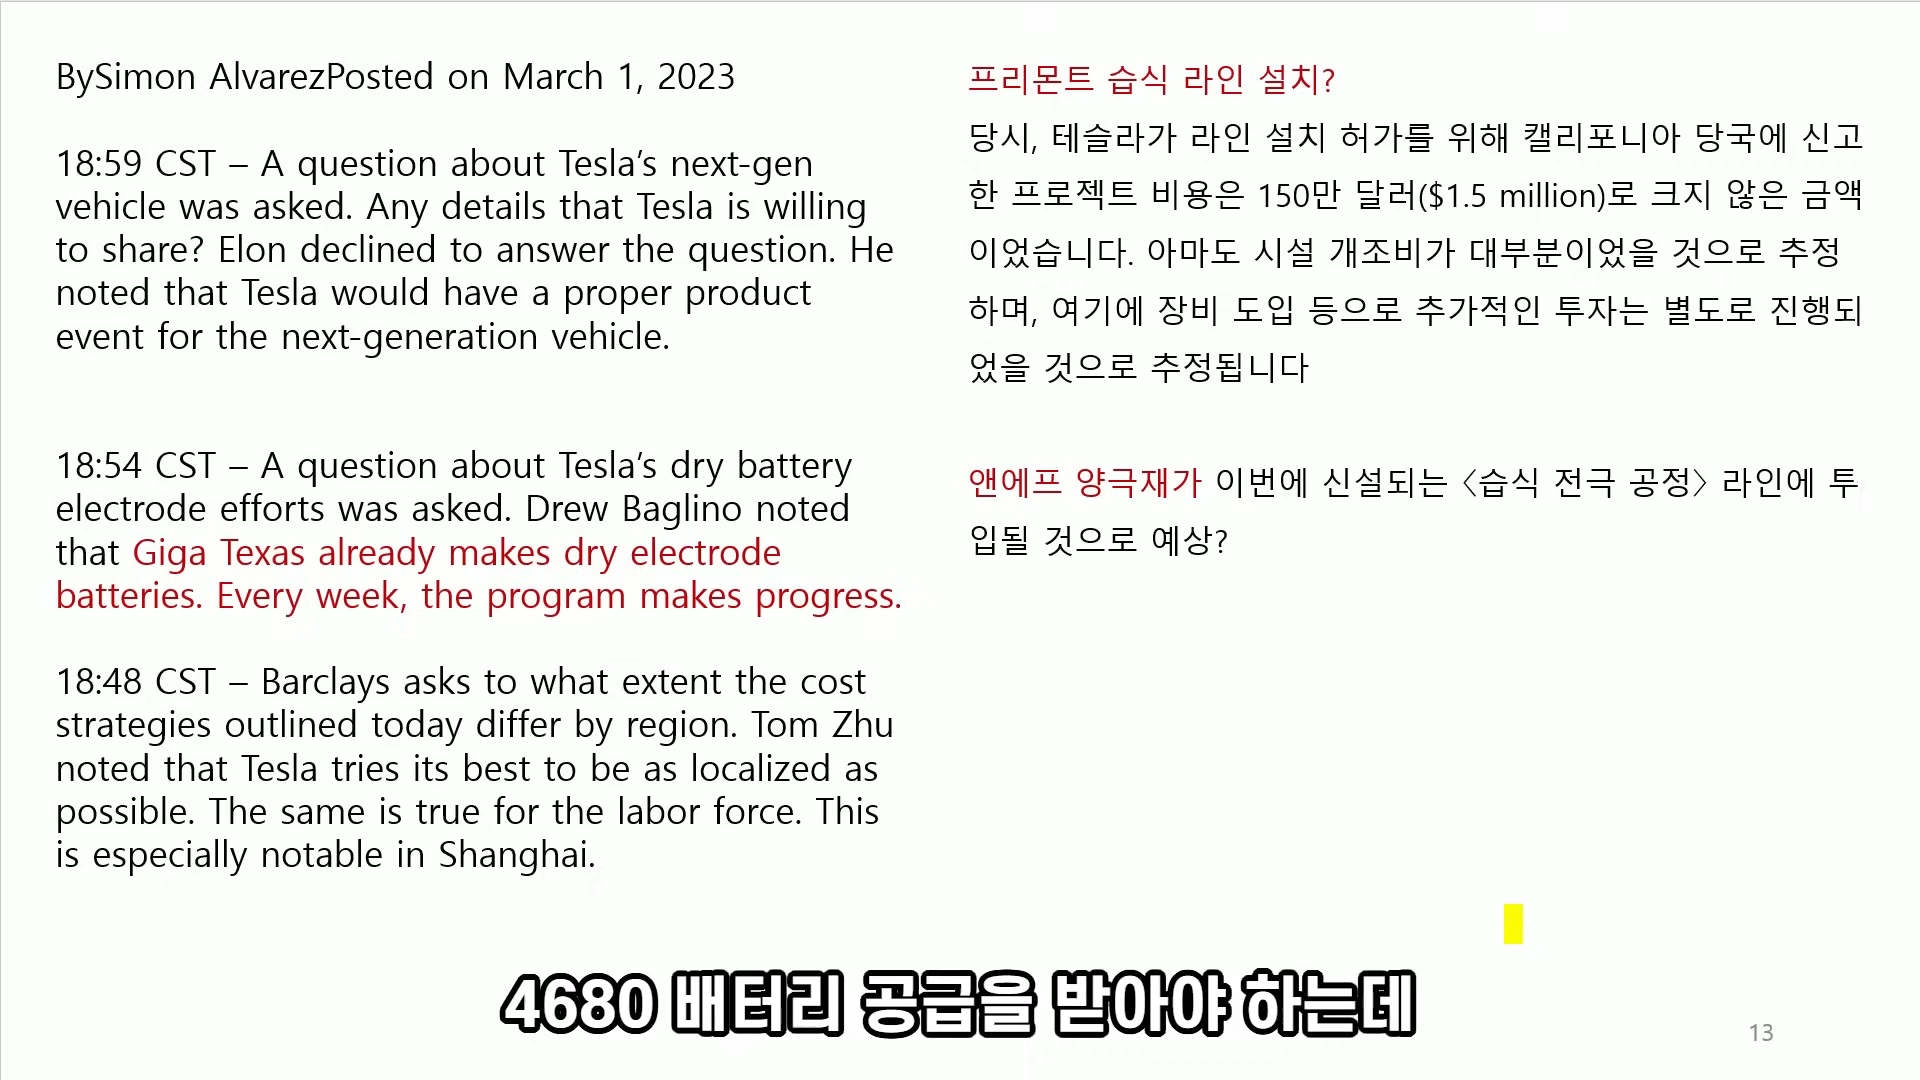 BySimon AlvarezPosted on March 1, 2023
18:59 CST – A question about Tesla’s next-gen
vehicle was asked. Any details that Tesla is willing
to share? Elon declined to answer the question. He
noted that Tesla would have a proper product
event for the next-generation vehicle.
18:54 CST – A question about Tesla’s dry battery
electrode efforts was asked. Drew Baglino noted
that Giga Texas already makes dry electrode
batteries. Every week, the program makes progress.
18:48 CST – Barclays asks to what extent the cost
strategies outlined today differ by region. Tom Zhu
noted that Tesla tries its best to be as localized as
possible. The same is true for the labor force. This
is especially notable in Shanghai.
프리몬트 습식 라인 설치?
당시, 테슬라가 라인 설치 허가를 위해 캘리포니아 당국에 신고
한 프로젝트 비용은 150만 달러($1.5 million)로 크지 않은 금액
이었습니다. 아마도 시설 개조비가 대부분이었을 것으로 추정
하며, 여기에 장비 도입 등으로 추가적인 투자는 별도로 진행되
었을 것으로 추정됩니다
앤에프 양극재가 이번에 신설되는 〈습식 전극 공정〉 라인에 투
입될 것으로 예상?
4680 배터리 공급을 받아야 하는데
13